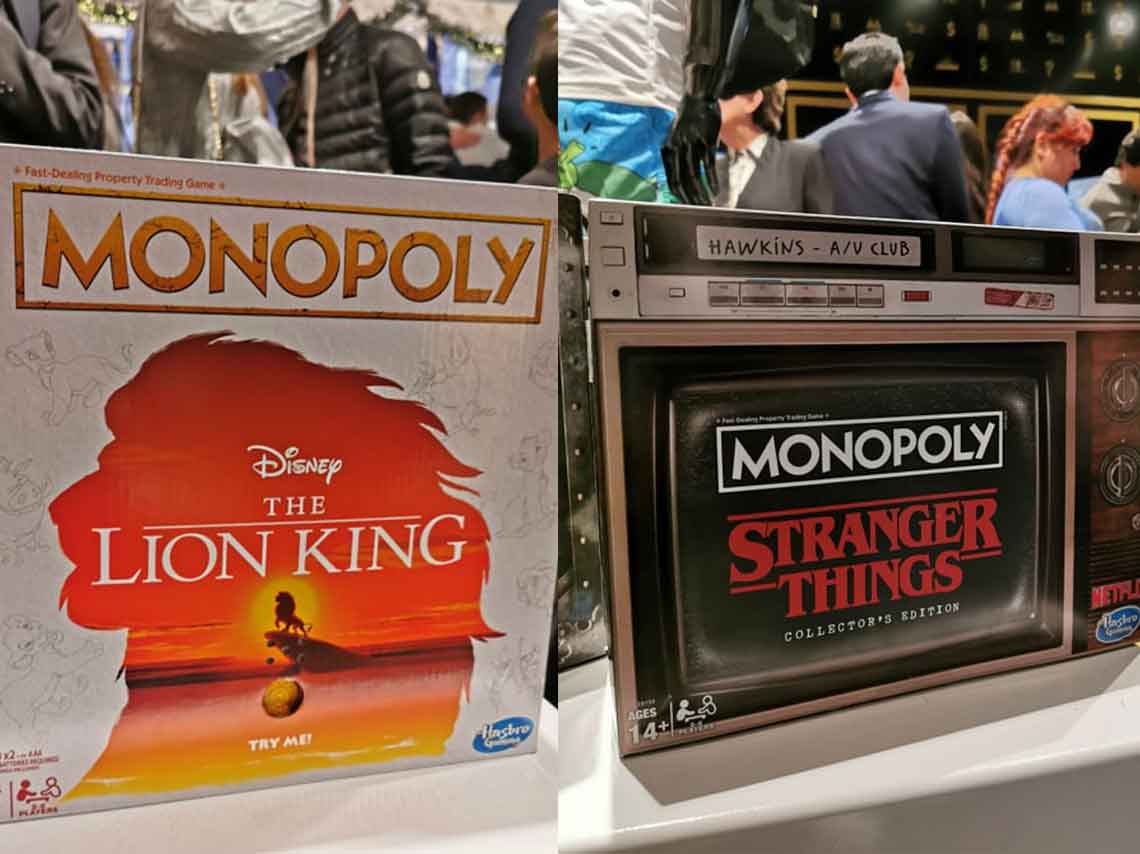 Fast-Dealing Property Trading Game
MONOPOLY
DISNEY
THE
LION KING
TRY ME!
Hasbro
Gaming
PLAYERS
HAWKINS - A/V CLUB
Fast-Dealing Property Trading Game
MONOPOLY
STRANGER
THINGS
COLLECTOR'S EDITION
AGES
14+
PLAYERS
Hasbro
Gaming